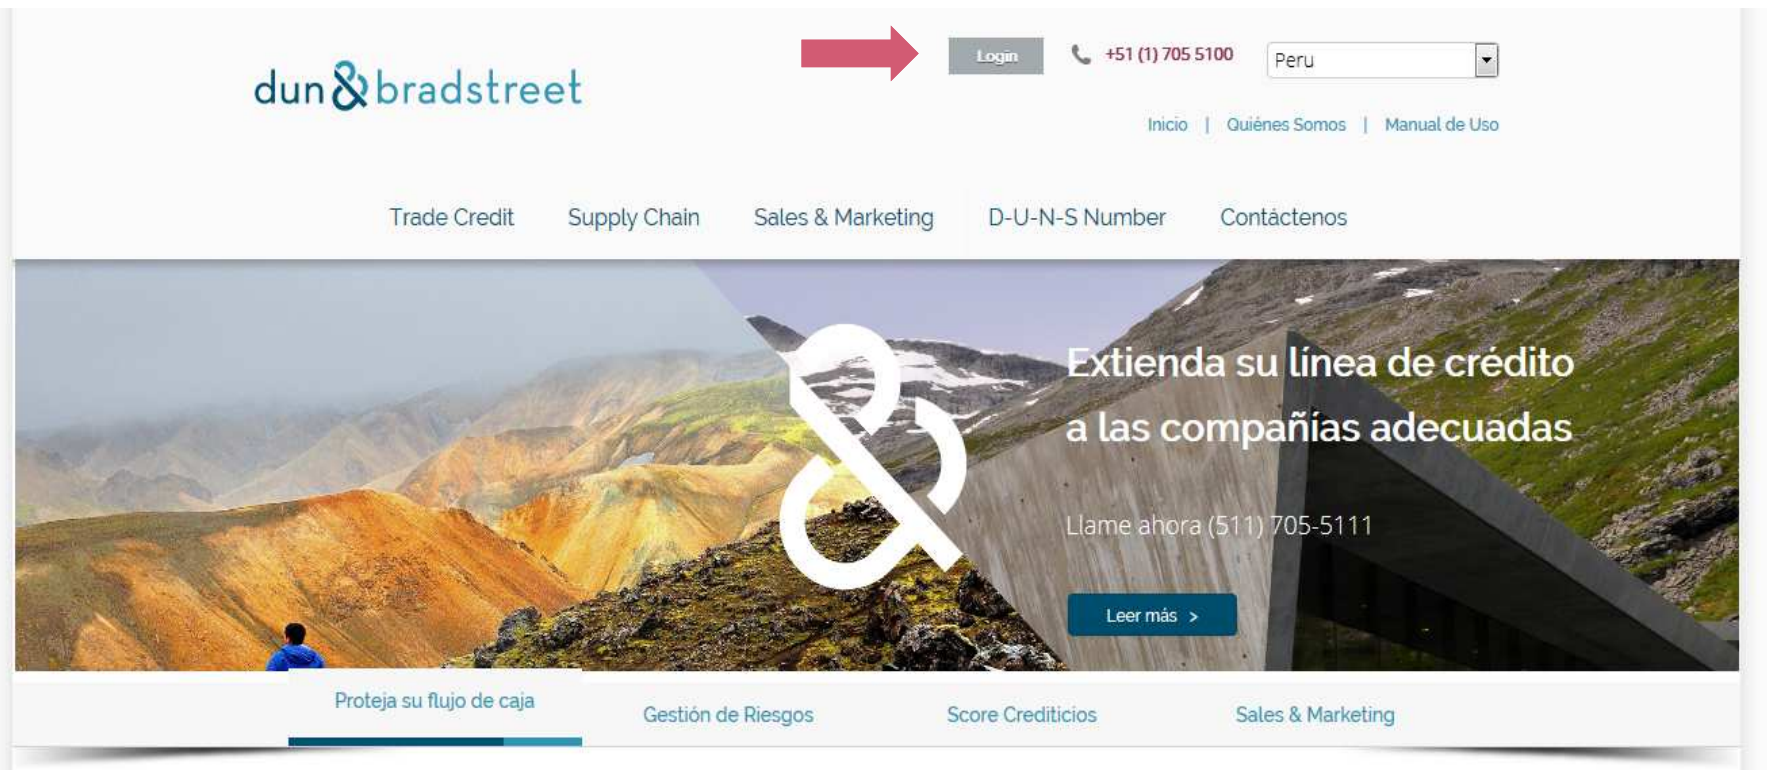 Login
+51 (1) 705 5100
Peru
dun&bradstreet
Inicio | Quiénes Somos | Manual de Uso
Trade Credit Supply Chain Sales & Marketing D-U-N-S Number Contáctenos
&
Extienda su línea de crédito
a las compañías adecuadas
Llame ahora (511) 705-5111
Leer más >
Proteja su flujo de caja
Gestión de Riesgos Score Crediticios Sales & Marketing